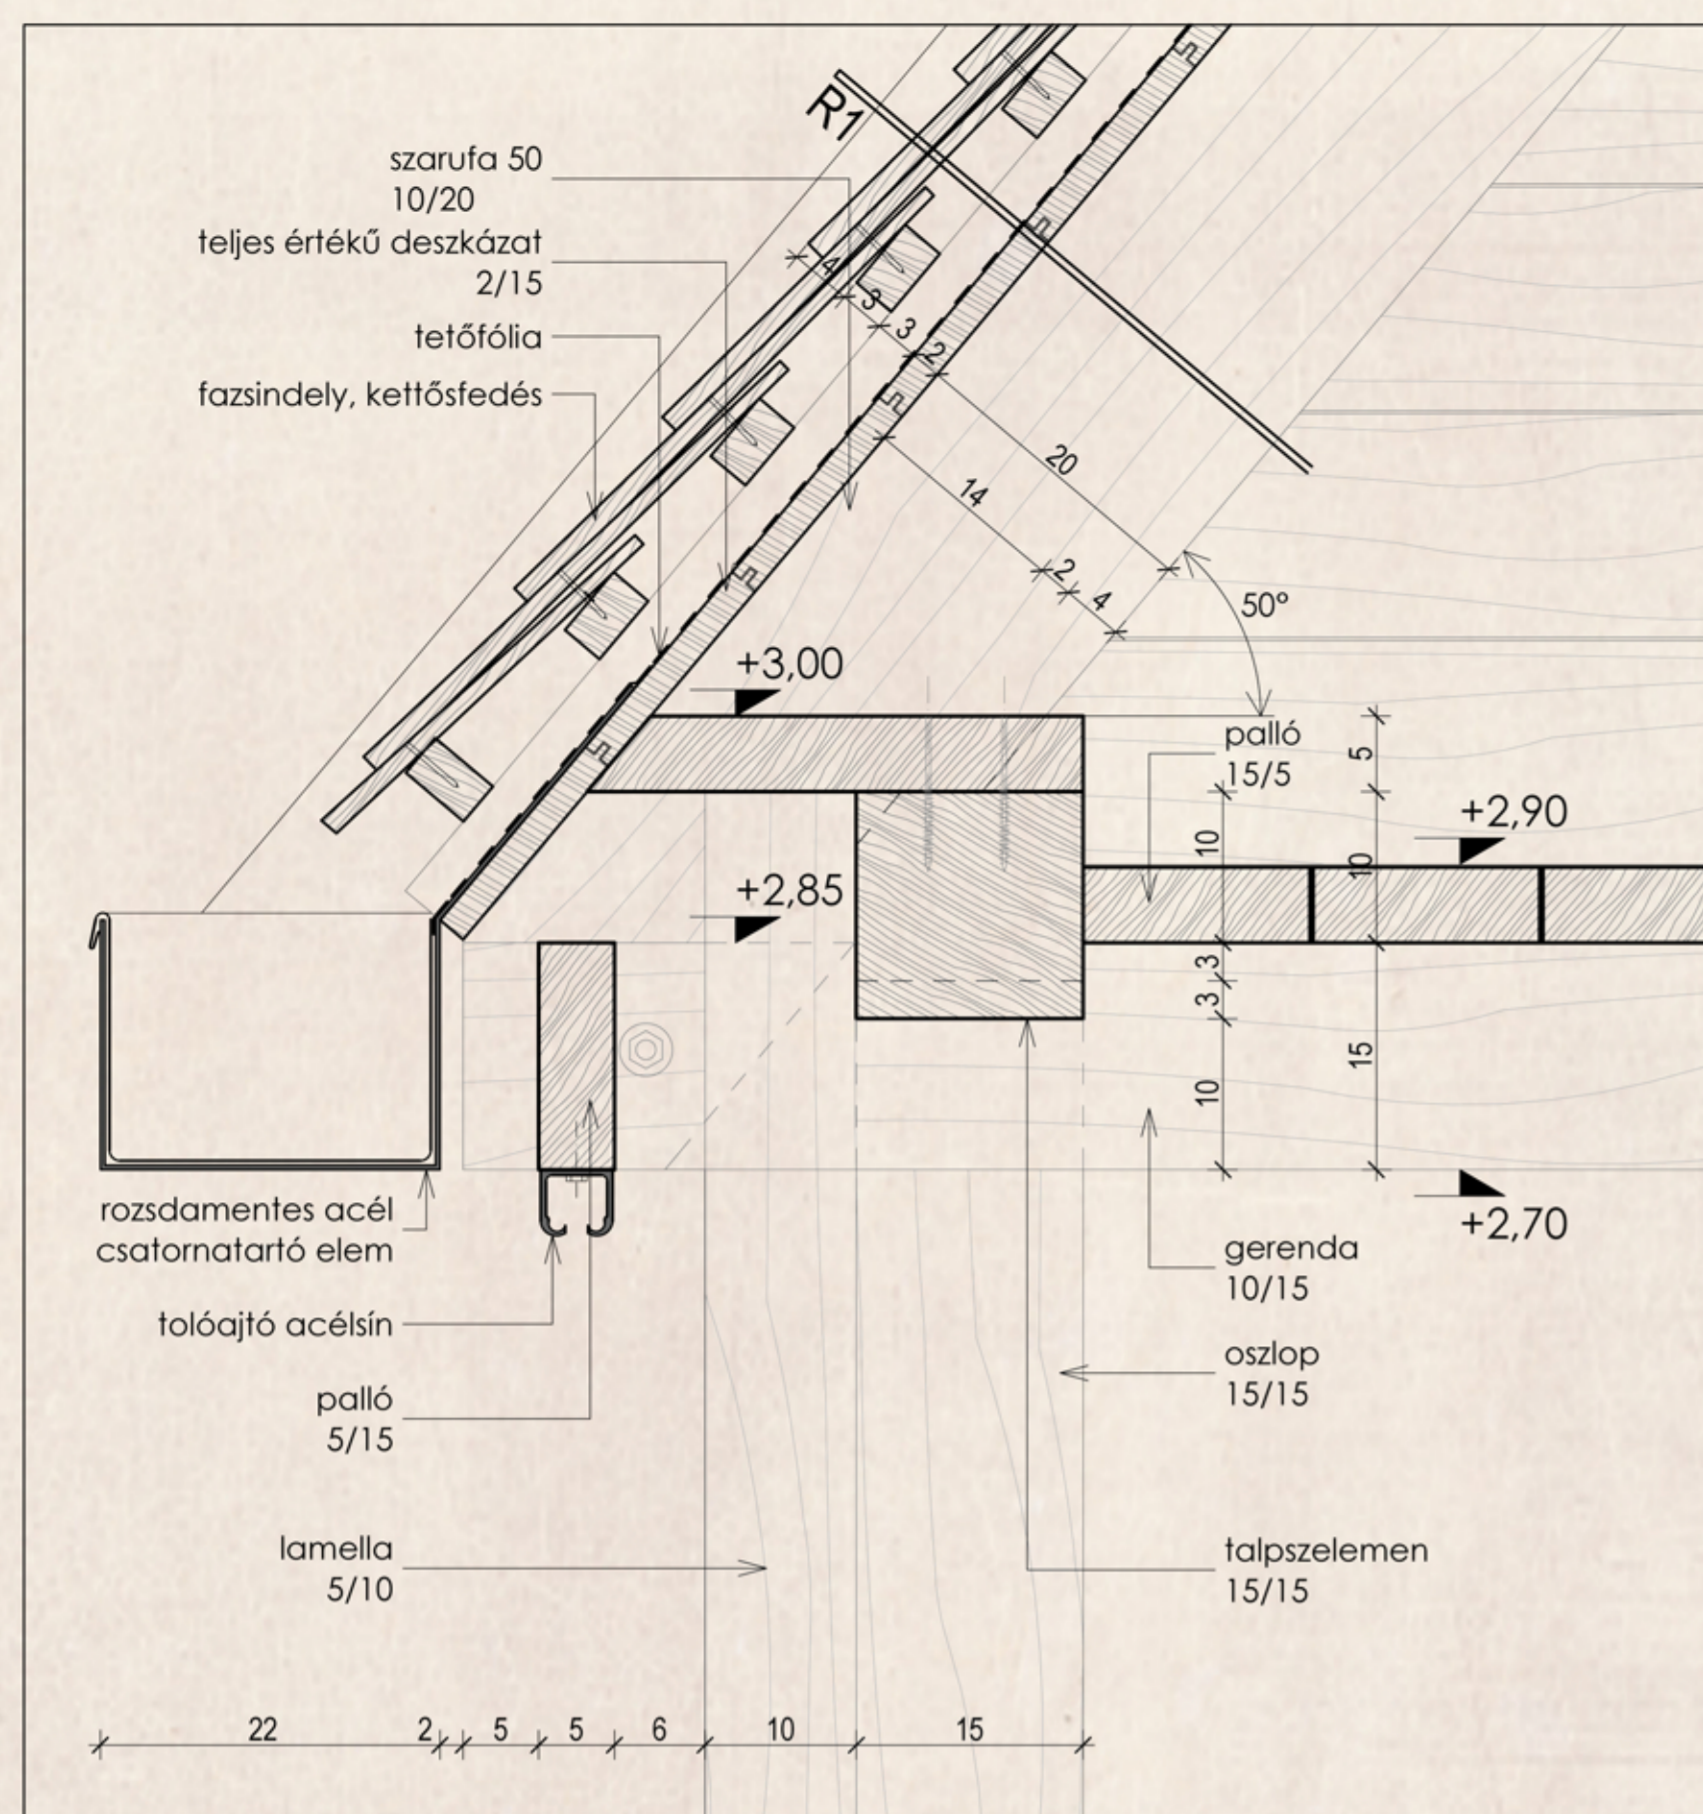 R1
szarufa 50
10/20
teljes értékű deszkázat
2/15
tetőfólia
fazsindely, kettősfedés
4
3
3
2
20
14
2
4
50°
+3,00
palló
15/5
5
10
10
+2,90
+2,85
3
3
10
15
+2,70
rozsdamentes acél
csatornatartó elem
tolóajtó acélsín
palló
5/15
lamella
5/10
gerenda
10/15
oszlop
15/15
talpszelemen
15/15
22 2 5 5 6 10 15